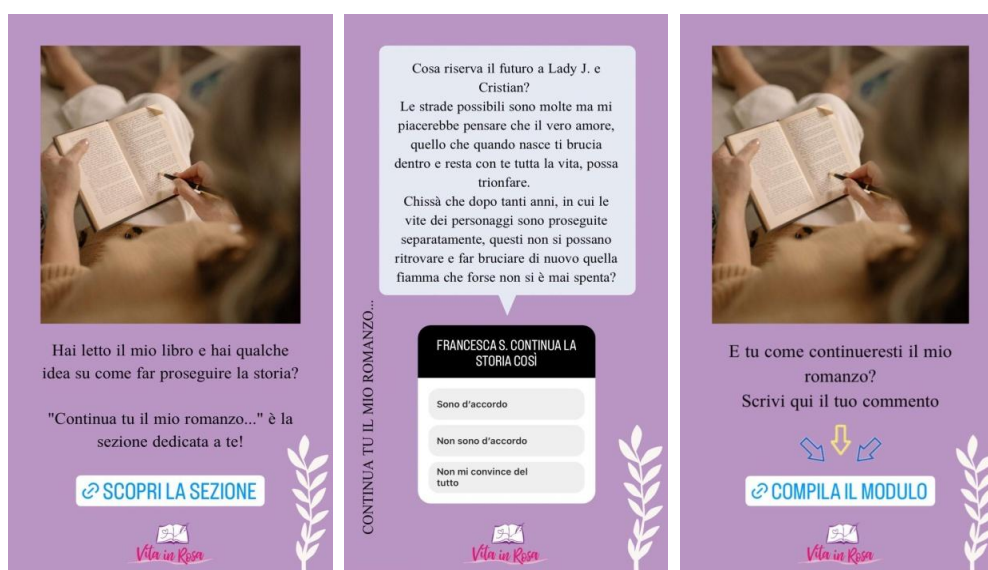 Hai letto il mio libro e hai qualche
idea su come far proseguire la storia?
"Continua tu il mio romanzo..." è la
sezione dedicata a te!
SCOPRI LA SEZIONE
Vita in Rosa
Cosa riserva il futuro a Lady J. e
Cristian?
Le strade possibili sono molte ma mi
piacerebbe pensare che il vero amore,
quello che quando nasce ti brucia
dentro e resta con te tutta la vita, possa
trionfare.
Chissà che dopo tanti anni, in cui le
vite dei personaggi sono proseguite
separatamente, questi non si possano
ritrovare e far bruciare di nuovo quella
fiamma che forse non si è mai spenta?
CONTINUA TU IL MIO ROMANZO...
FRANCESCA S. CONTINUA LA
STORIA COSÌ
Sono d'accordo
Non sono d'accordo
Non mi convince del
tutto
Vita in Rosa
E tu come continueresti il mio
romanzo?
Scrivi qui il tuo commento
COMPILA IL MODULO
Vita in Rosa